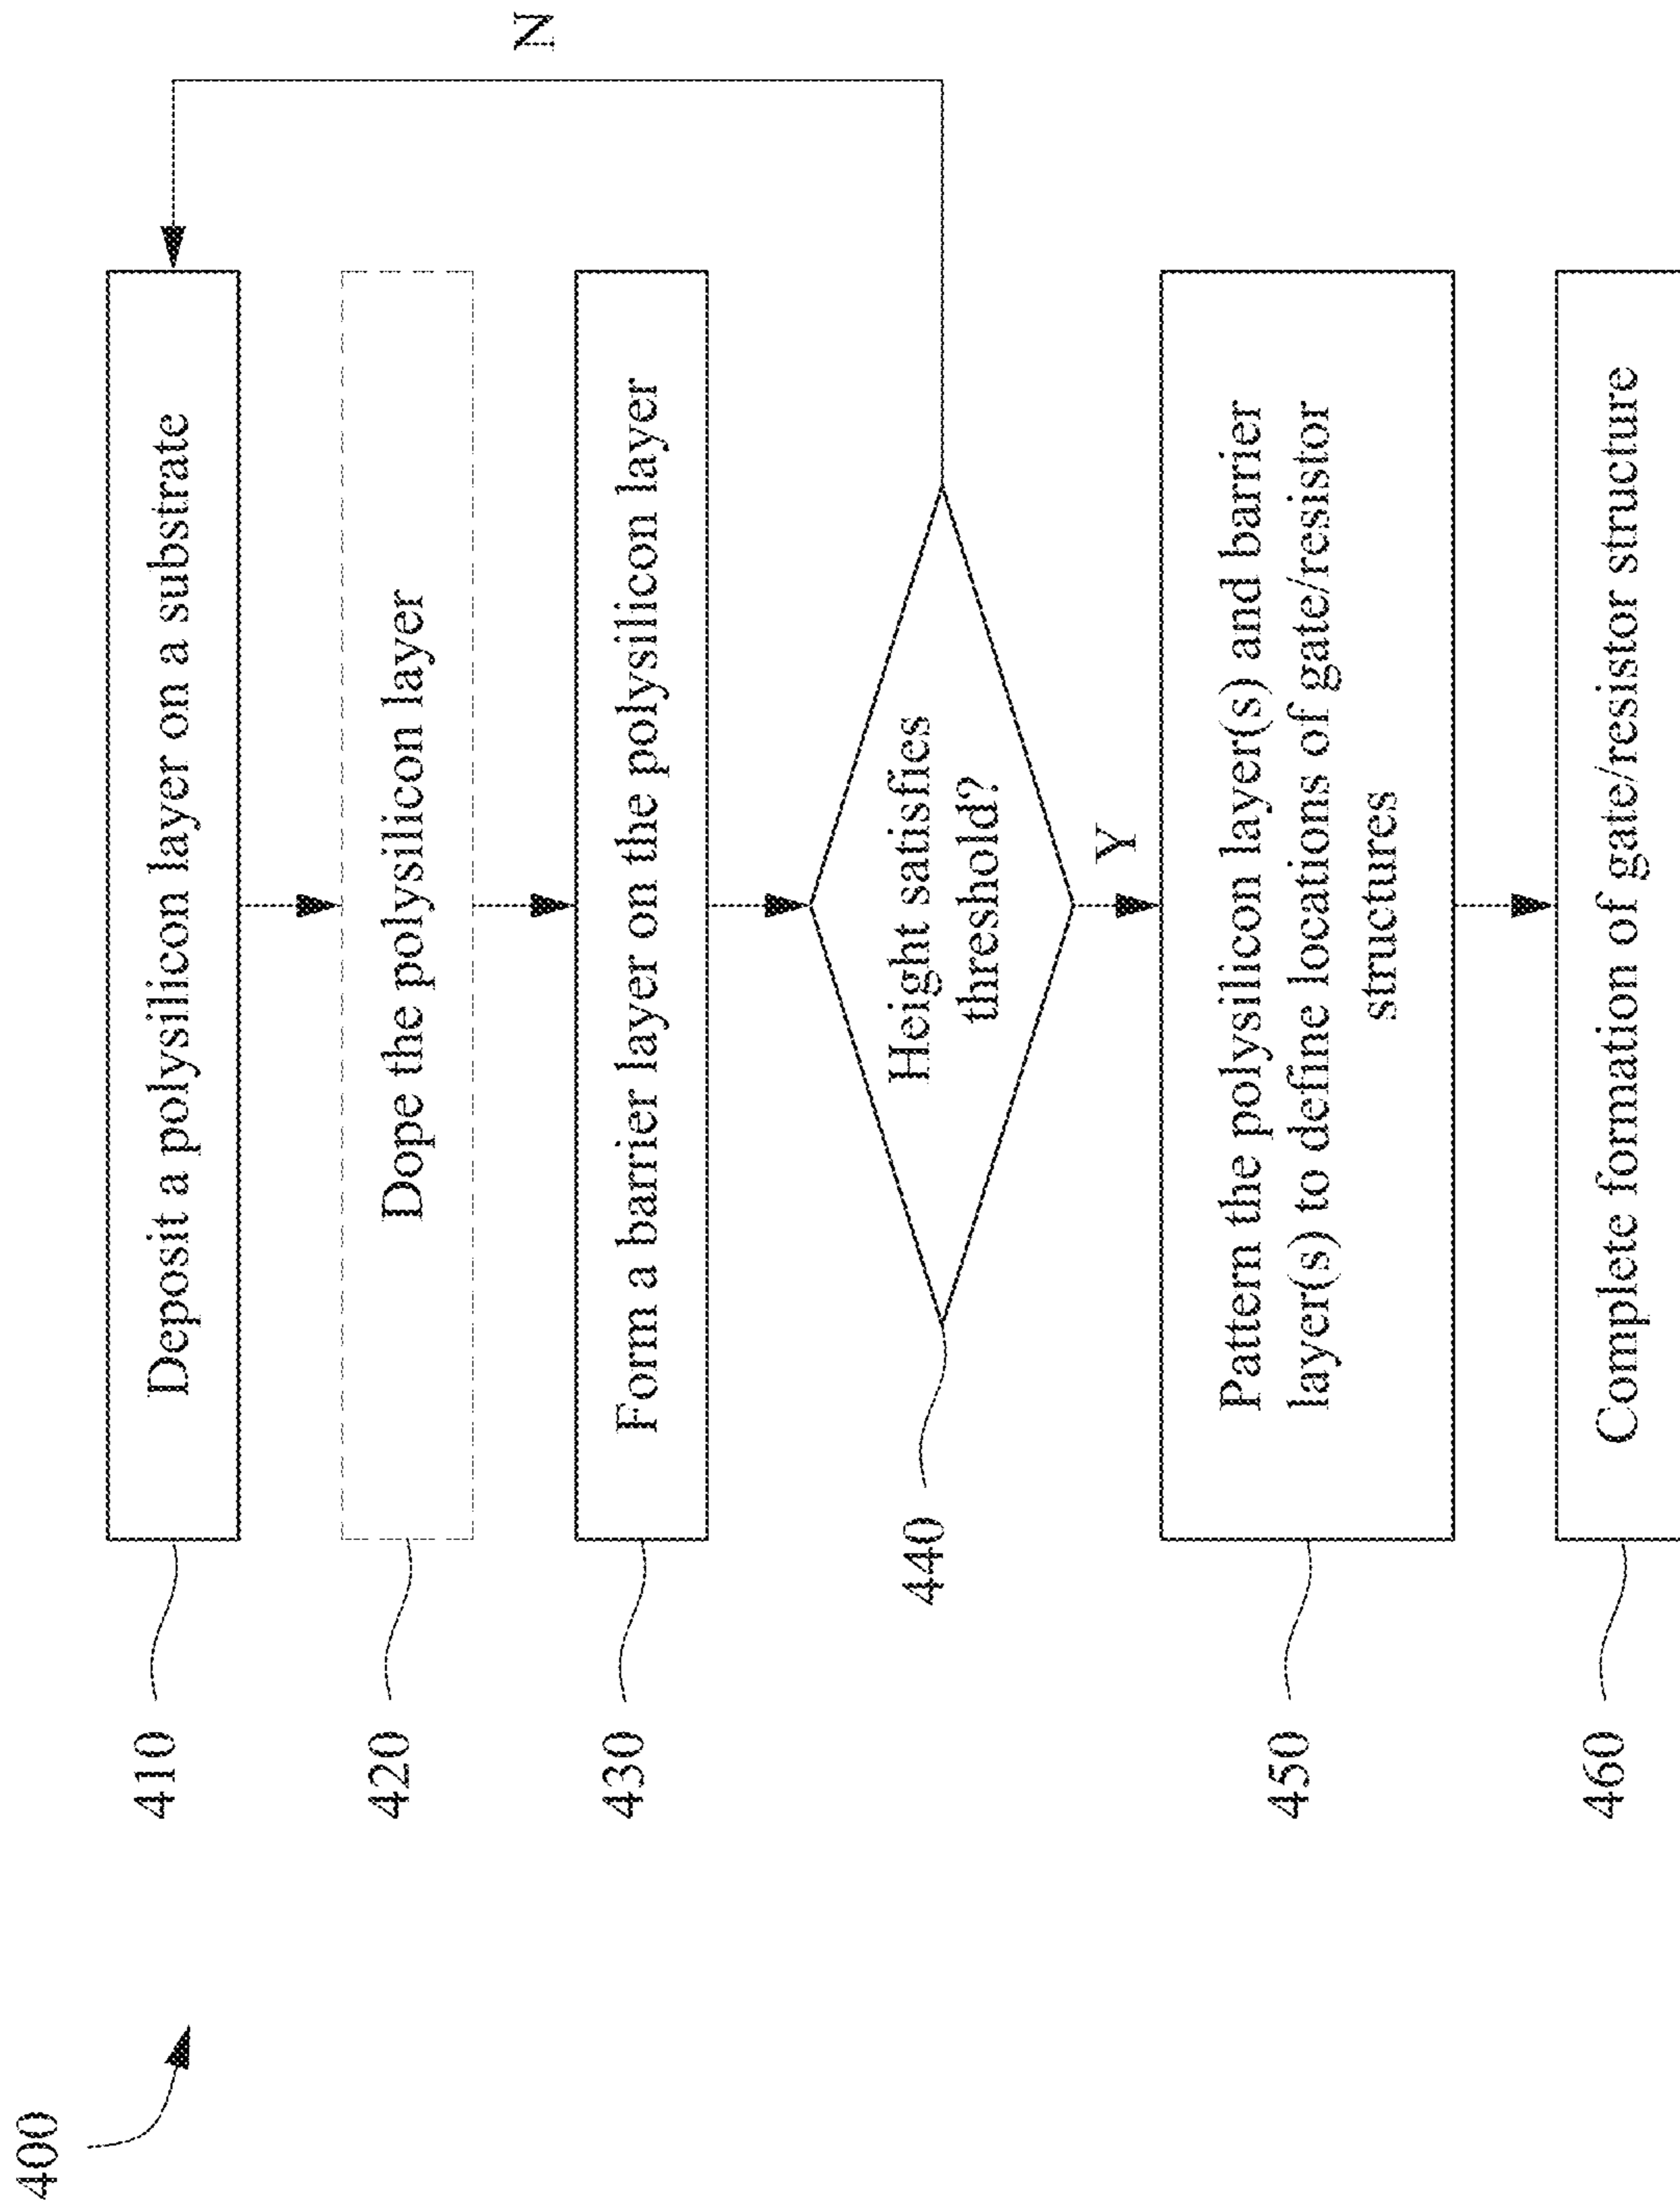 400
410
Deposit a polysilicon layer on a substrate
420
Dope the polysilicon layer
430
Form a barrier layer on the polysilicon layer
440
Height satisfies
threshold?
N
Y
450
Pattern the polysilicon layer(s) and barrier
layer(s) to define locations of gate/resistor
structures
460
Complete formation of gate/resistor structure